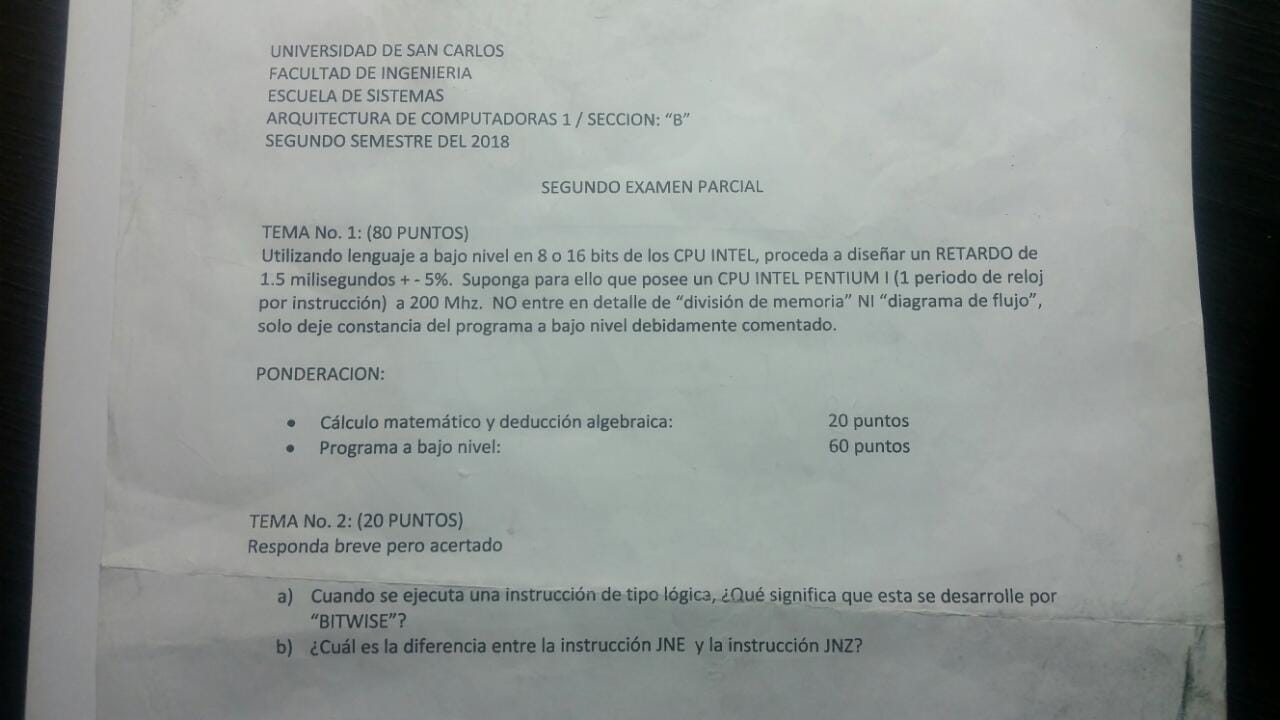 UNIVERSIDAD DE SAN CARLOS
FACULTAD DE INGENIERIA
ESCUELA DE SISTEMAS
ARQUITECTURA DE COMPUTADORAS 1 / SECCION: “B”
SEGUNDO SEMESTRE DEL 2018
SEGUNDO EXAMEN PARCIAL
TEMA No. 1: (80 PUNTOS)
Utilizando lenguaje a bajo nivel en 8 o 16 bits de los CPU INTEL, proceda a diseñar un RETARDO de
1.5 milisegundos + - 5%. Suponga para ello que posee un CPU INTEL PENTIUM I (1 periodo de reloj
por instrucción) a 200 Mhz. NO entre en detalle de “división de memoria” NI “diagrama de flujo”,
solo deje constancia del programa a bajo nivel debidamente comentado.
PONDERACION:
• Cálculo matemático y deducción algebraica: 20 puntos
• Programa a bajo nivel: 60 puntos
TEMA No. 2: (20 PUNTOS)
Responda breve pero acertado
a) Cuando se ejecuta una instrucción de tipo lógica, ¿Qué significa que esta se desarrolle por
“BITWISE”?
b) ¿Cuál es la diferencia entre la instrucción JNE y la instrucción JNZ?